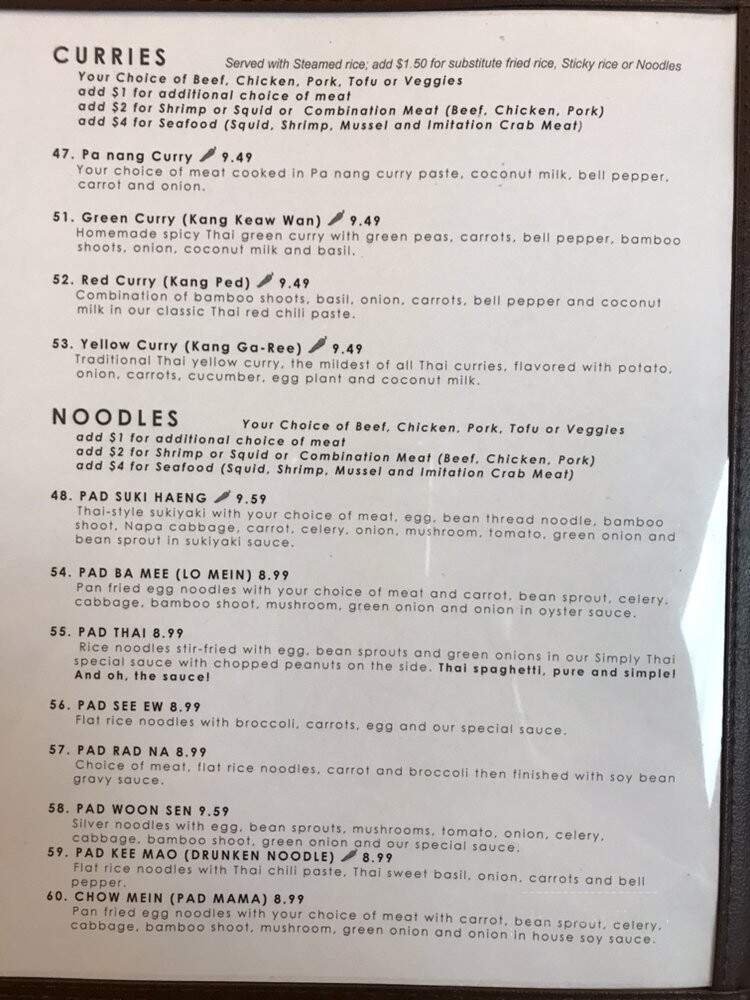 CURRIES Served with Steamed rice; add $1.50 for substitute fried rice, Sticky rice or Noodles
Your Choice of Beef, Chicken, Pork, Tofu or Veggies
add $1 for additional choice of meat
add $2 for Shrimp or Squid or Combination Meat (Beef, Chicken, Pork)
add $4 for Seafood (Squid, Shrimp, Mussel and Imitation Crab Meat)
47. Pa nang Curry 9.49
Your choice of meat cooked in Pa nang curry paste, coconut milk, bell pepper,
carrot and onion.
51. Green Curry (Kang Keaw Wan) 9.49
Homemade spicy Thai green curry with green peas, carrots, bell pepper, bamboo
shoots, onion, coconut milk and basil.
52. Red Curry (Kang Ped) 9.49
Combination of bamboo shoots, basil, onion, carrots, bell pepper and coconut
milk in our classic Thai red chili paste.
53. Yellow Curry (Kang Ga-Ree) 9.49
Traditional Thai yellow curry, the mildest of all Thai curries, flavored with potato,
onion, carrots, cucumber, egg plant and coconut milk.
NOODLES Your Choice of Beef, Chicken, Pork, Tofu or Veggies
add $1 for additional choice of meat
add $2 for Shrimp or Squid or Combination Meat (Beef, Chicken, Pork)
add $4 for Seafood (Squid, Shrimp, Mussel and Imitation Crab Meat)
48. PAD SUKI HAENG 9.59
Thai-style sukiyaki with your choice of meat, egg, bean thread noodle, bamboo
shoot, Napa cabbage, carrot, celery, onion, mushroom, tomato, green onion and
bean sprout in sukiyaki sauce.
54. PAD BA MEE (LO MEIN) 8.99
Pan fried egg noodles with your choice of meat and carrot, bean sprout, celery,
cabbage, bamboo shoot, mushroom, green onion and onion in oyster sauce.
55. PAD THAI 8.99
Rice noodles stir-fried with egg, bean sprouts and green onions in our Simply Thai
special sauce with chopped peanuts on the side. Thai spaghetti, pure and simple!
And oh, the sauce!
56. PAD SEE EW 8.99
Flat rice noodles with broccoli, carrots, egg and our special sauce.
57. PAD RAD NA 8.99
Choice of meat, flat rice noodles, carrot and broccoli then finished with soy bean
gravy sauce.
58. PAD WOON SEN 9.59
Silver noodles with egg, bean sprouts, mushrooms, tomato, onion, celery,
cabbage, bamboo shoot, green onion and our special sauce.
59. PAD KEE MAO (DRUNKEN NOODLE) 8.99
Flat rice noodles with Thai chili paste, Thai sweet basil, onion, carrots and bell
pepper.
60. CHOW MEIN (PAD MAMA) 8.99
Pan fried egg noodles with your choice of meat with carrot, bean sprout, celery,
cabbage, bamboo shoot, mushroom, green onion and onion in house soy sauce.